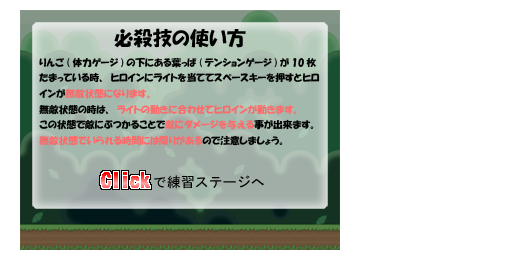 必殺技の使い方
りんご(体力ゲージ)の下にある葉っぱ(テンションゲージ)が10枚
たまっている時、ヒロインにライトを当ててスペースキーを押すとヒロ
インが無敵状態になります。
無敵状態の時は、ライトの動きに合わせてヒロインが動きます。
この状態で敵にぶつかることで敵にダメージを与える事が出来ます。
無敵状態でいられる時間には限りがあるので注意しましょう。
Clickで練習ステージへ